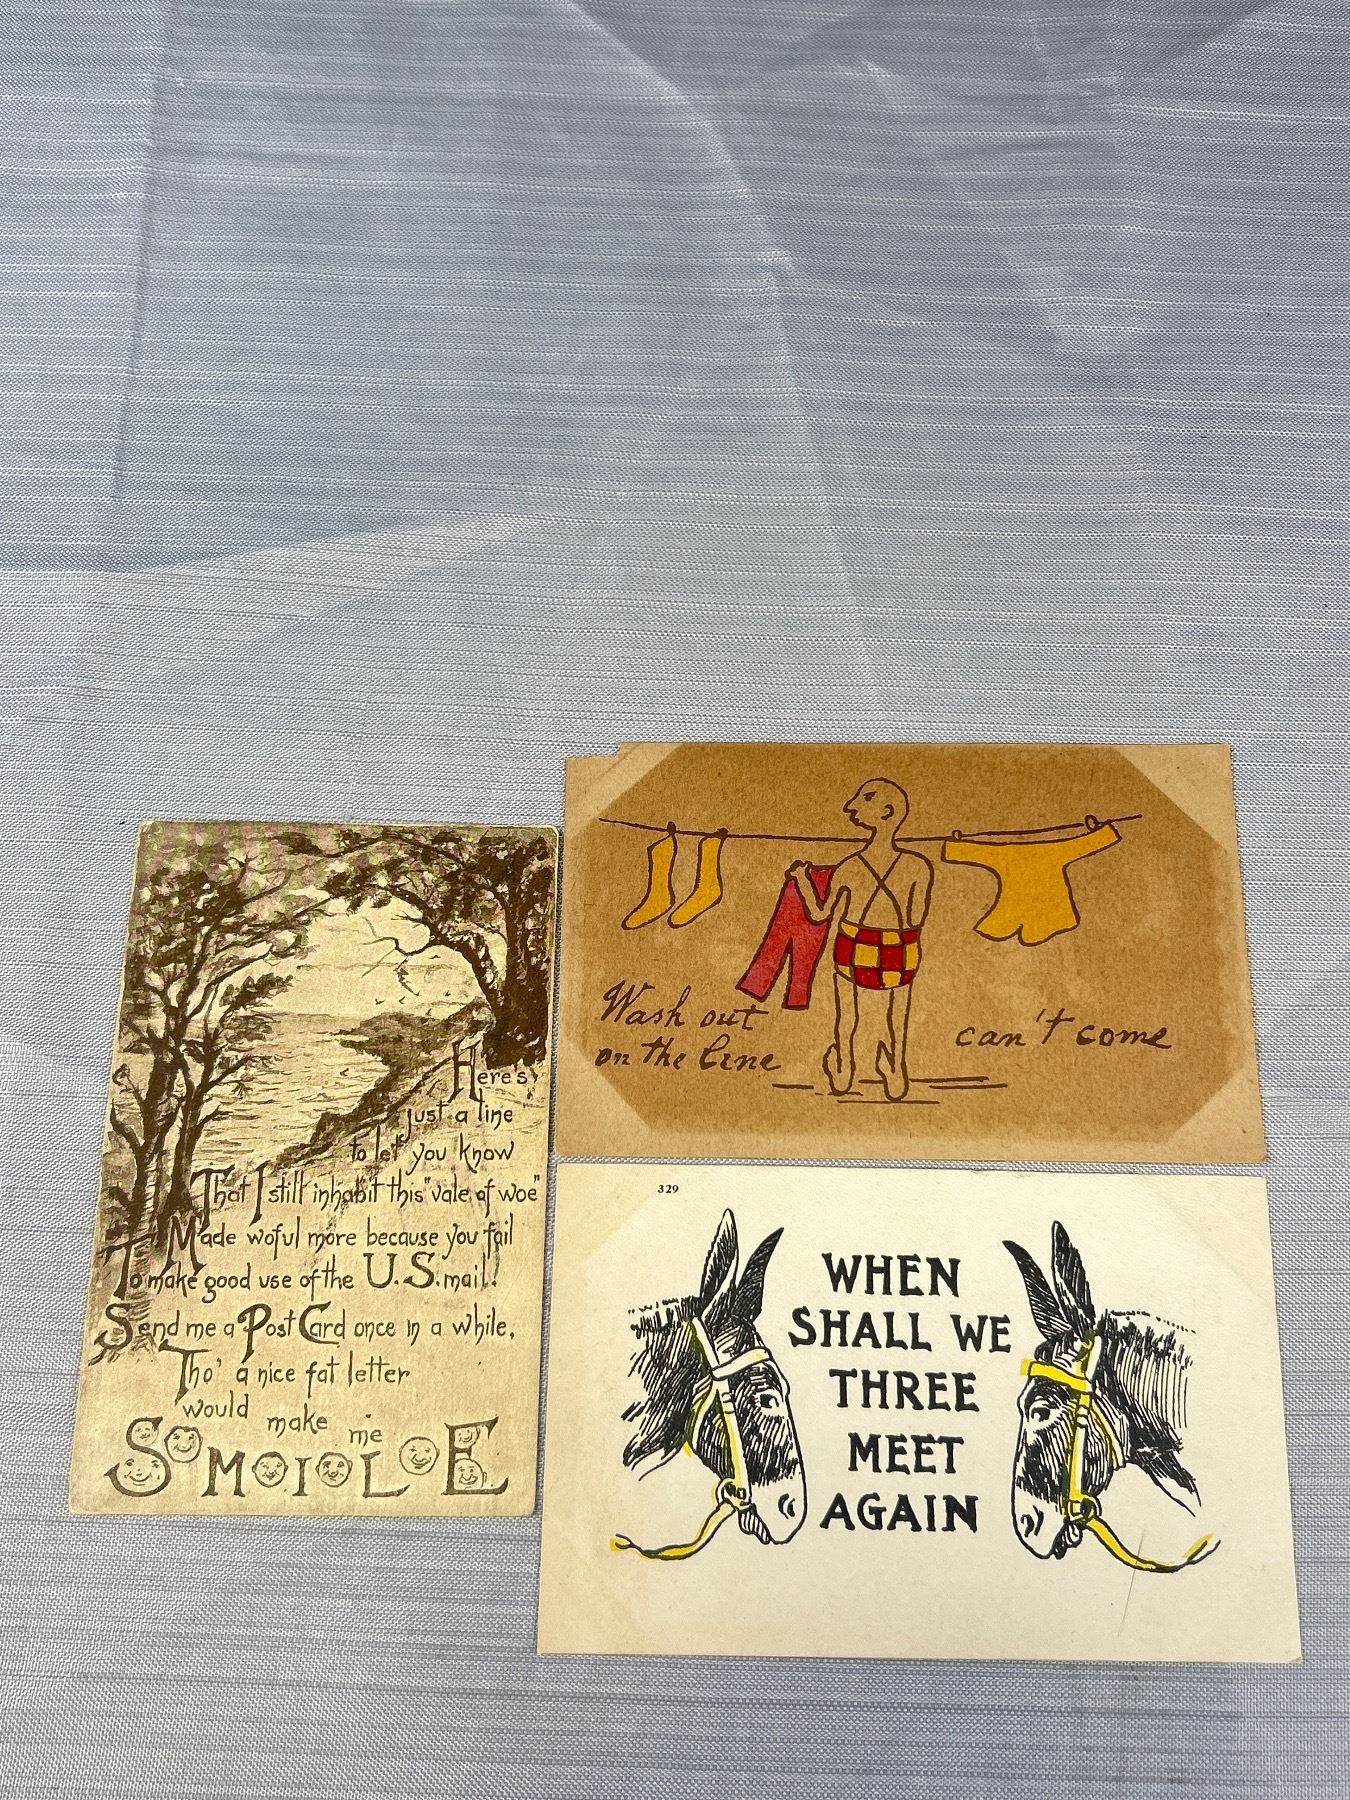 Here's
just a line
to let you know
That I still inhabit this "vale of woe"
Made woful more because you fail
To make good use of the U.S. mail!
Send me a Post Card once in a while,
Tho' a nice fat letter
would make me
SMILE
Wash out
on the line
can't come
329
WHEN
SHALL WE
THREE
MEET
AGAIN